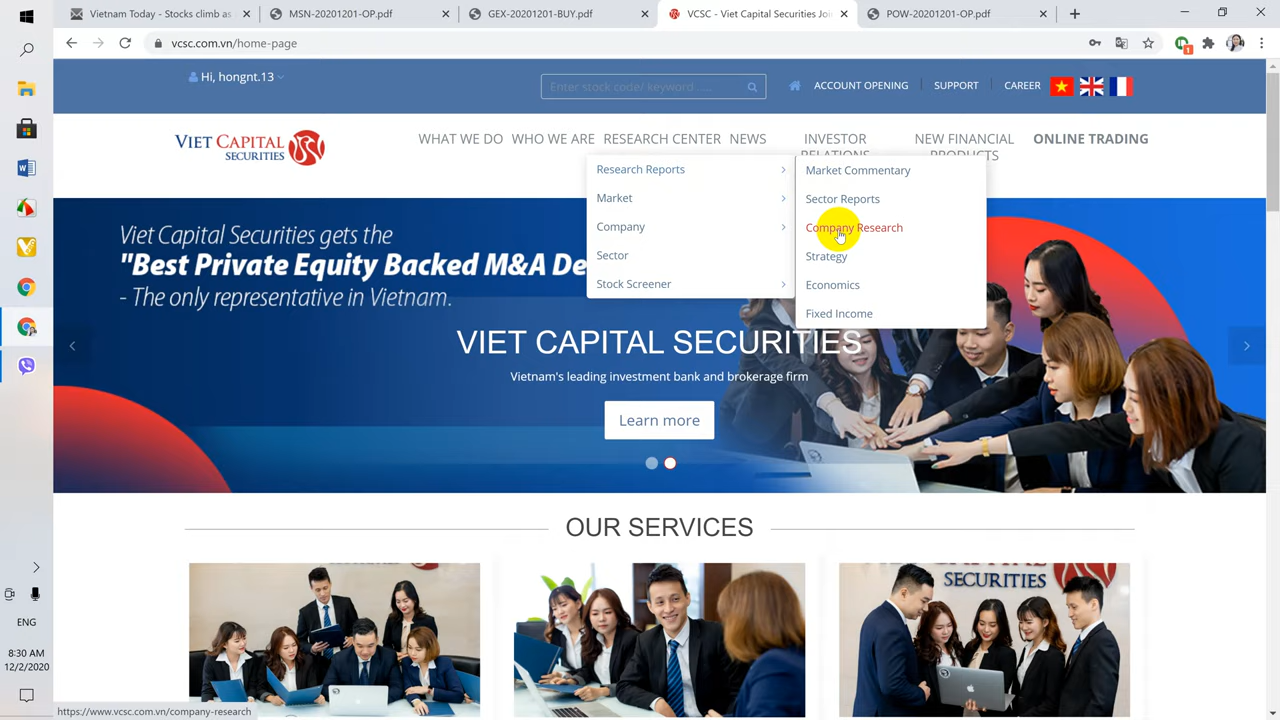 Vietnam Today - Stocks climb as
MSN-20201201-OP.pdf
GEX-20201201-BUY.pdf
VCSC - Viet Capital Securities Joi
POW-20201201-OP.pdf
vcsc.com.vn/home-page
1
Hi, hongnt.13
Enter stock code/ keyword ......
ACCOUNT OPENING
SUPPORT
CAREER
VIET CAPITAL
SECURITIES
WHAT WE DO
WHO WE ARE
RESEARCH CENTER
NEWS
INVESTOR
RELATIONS
NEW FINANCIAL
PRODUCTS
ONLINE TRADING
Research Reports
Market
Company
Sector
Stock Screener
Market Commentary
Sector Reports
Company Research
Strategy
Economics
Fixed Income
Viet Capital Securities gets the
"Best Private Equity Backed M&A De
- The only representative in Vietnam.
VIET CAPITAL SECURITIES
Vietnam's leading investment bank and brokerage firm
Learn more
OUR SERVICES
SECURITIES
ENG
8:30 AM
12/2/2020
https://www.vcsc.com.vn/company-research